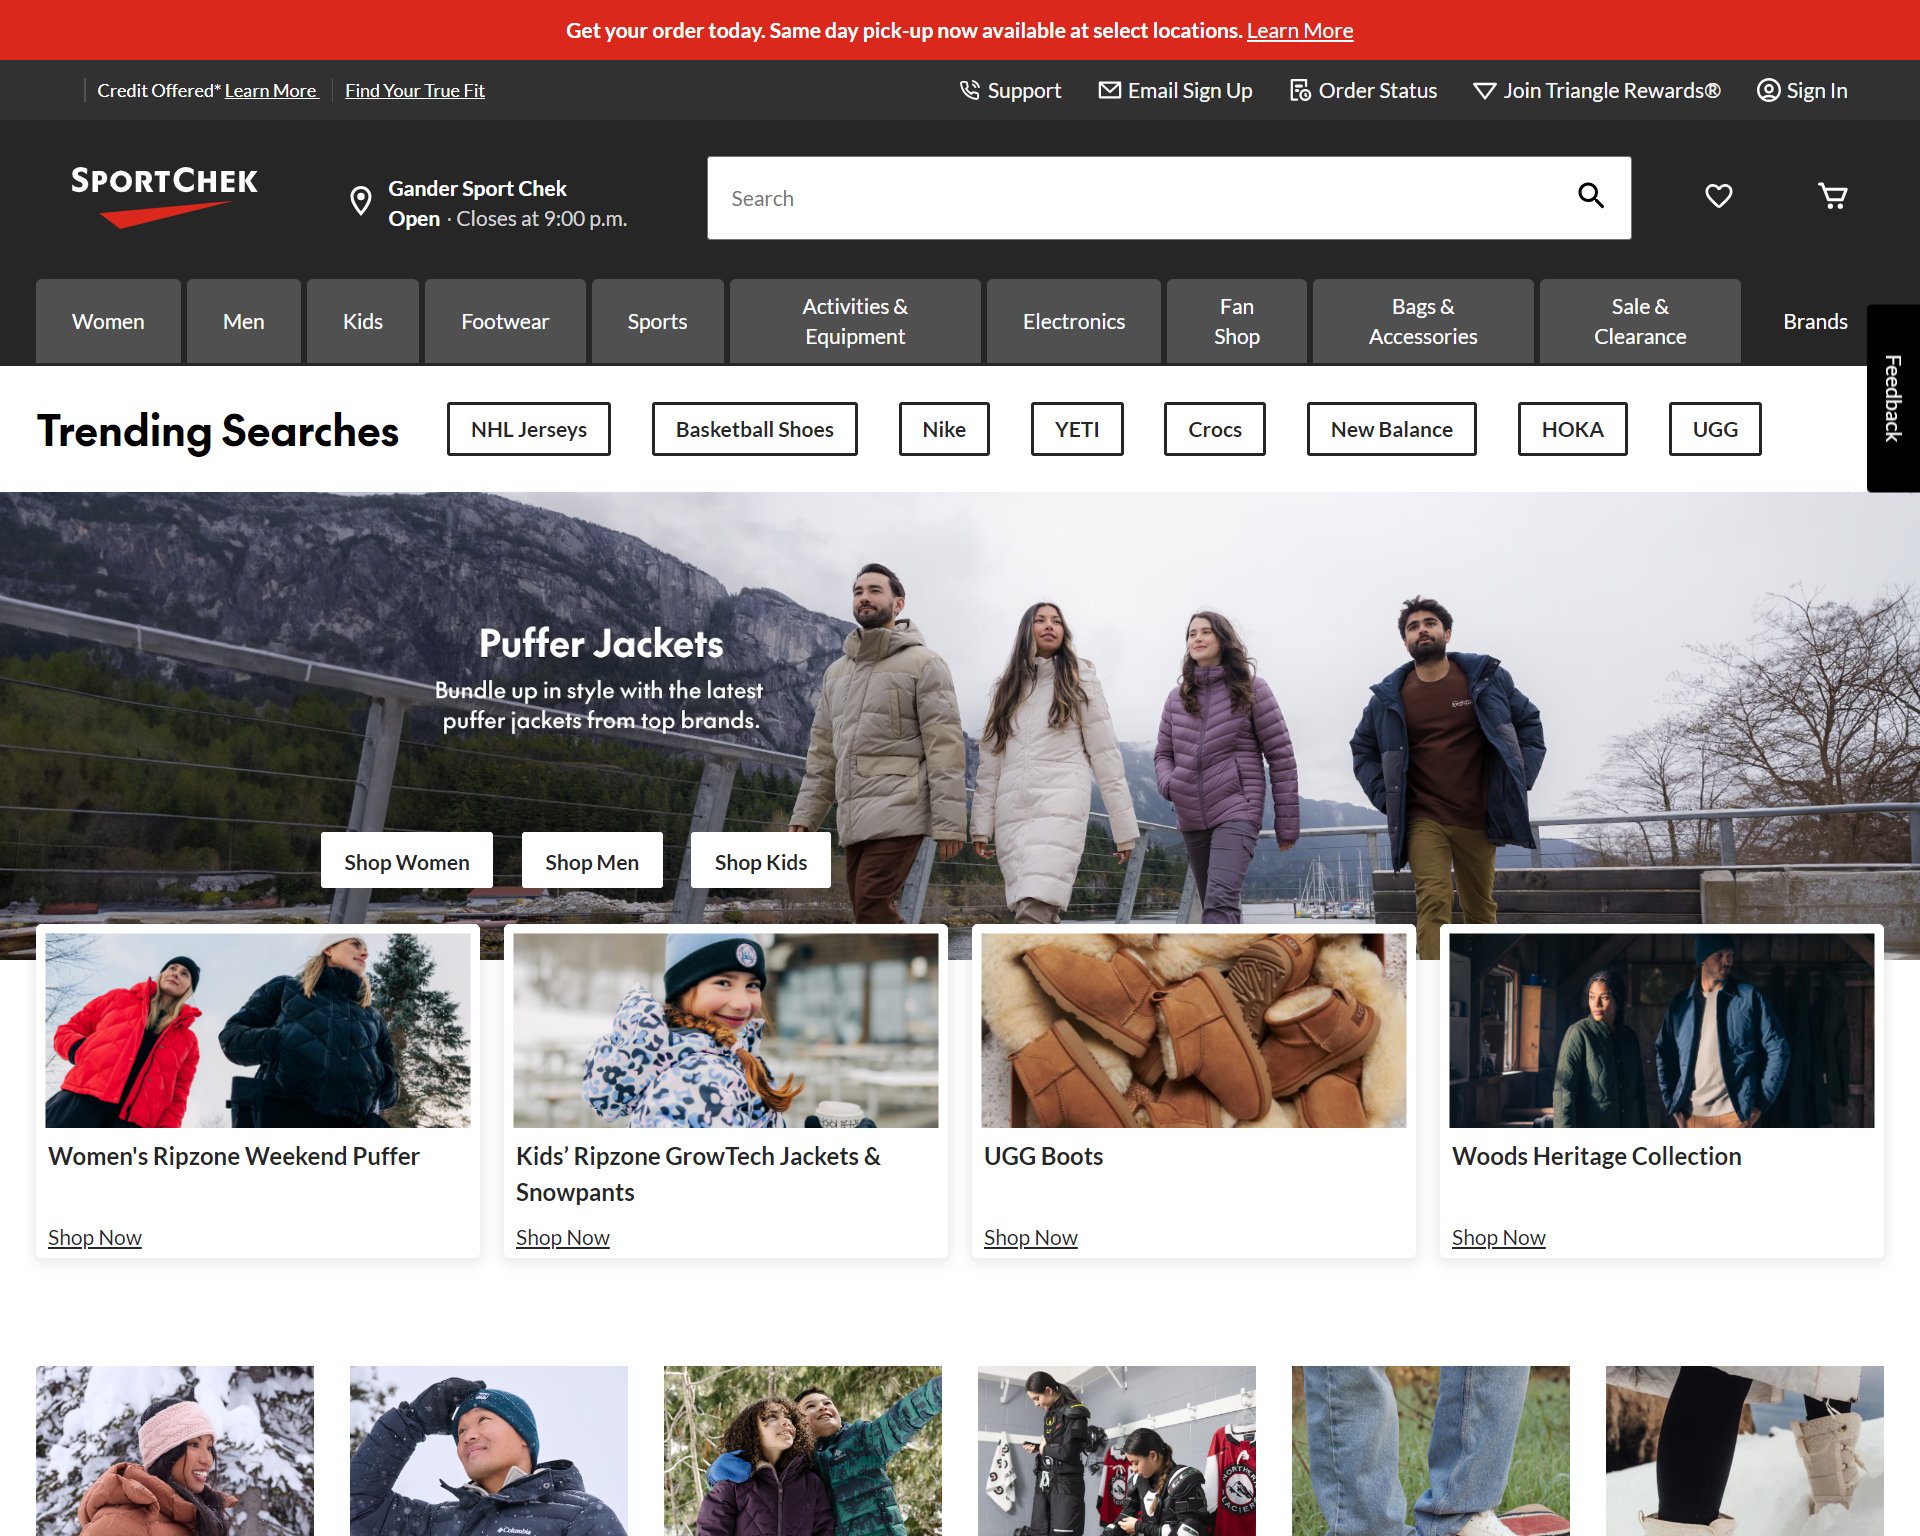 Get your order today. Same day pick-up now available at select locations. Learn More
Credit Offered* Learn More
Find Your True Fit
Support
Email Sign Up
Order Status
Join Triangle Rewards®
Sign In
SPORTCHEK
Gander Sport Chek
Open · Closes at 9:00 p.m.
Search
Women
Men
Kids
Footwear
Sports
Activities &
Equipment
Electronics
Fan
Shop
Bags &
Accessories
Sale &
Clearance
Brands
Feedback
Trending Searches
NHL Jerseys
Basketball Shoes
Nike
YETI
Crocs
New Balance
HOKA
UGG
Puffer Jackets
Bundle up in style with the latest
puffer jackets from top brands.
Shop Women
Shop Men
Shop Kids
Women's Ripzone Weekend Puffer
Shop Now
Kids’ Ripzone GrowTech Jackets &
Snowpants
Shop Now
UGG Boots
Shop Now
Woods Heritage Collection
Shop Now
Columbia